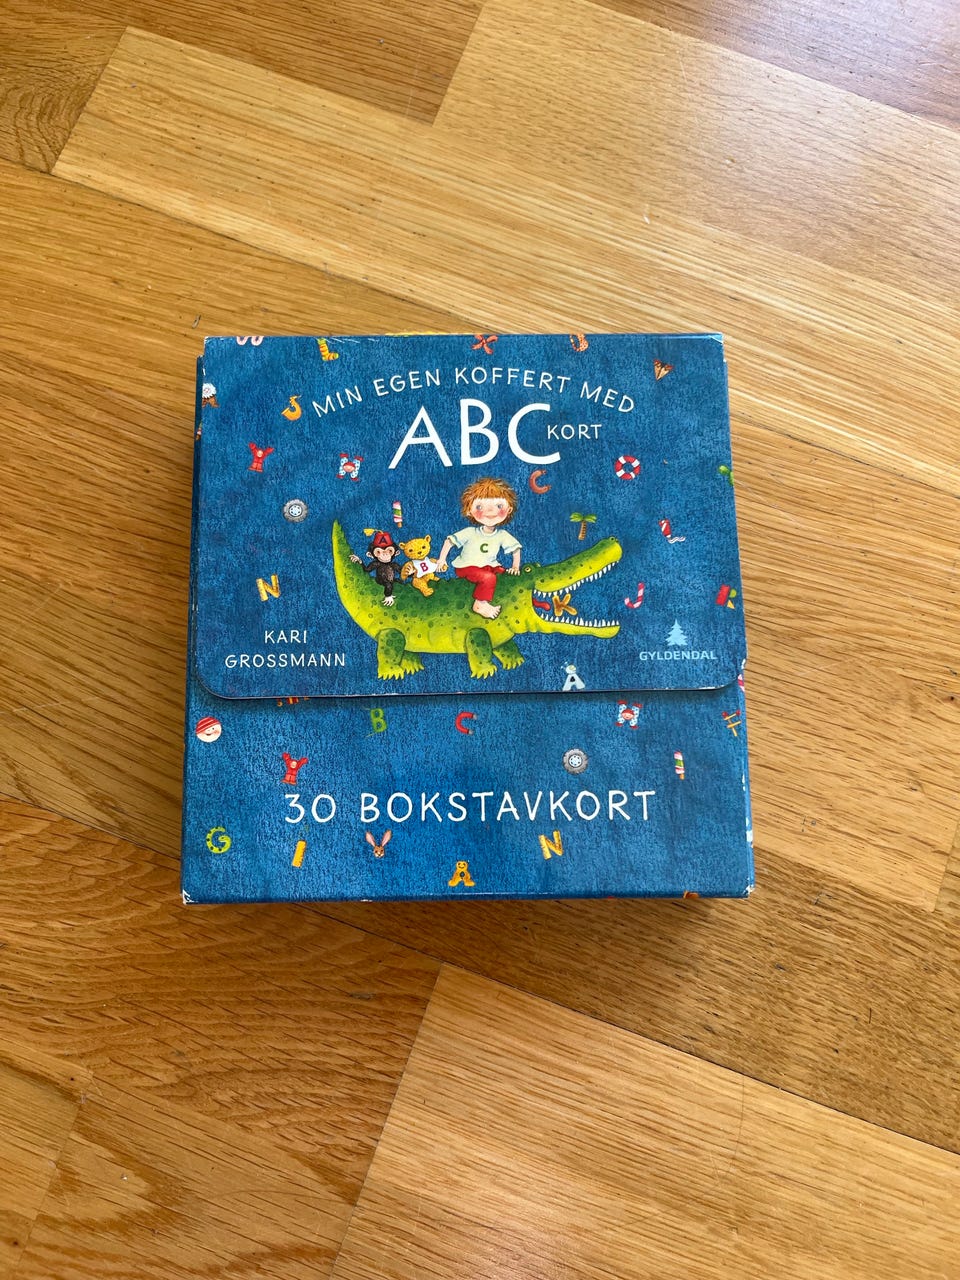 MIN EGEN KOFFERT MED
ABC KORT
C
A
B
K
J
N
KARI
GROSSMANN
GYLDENDAL
B
C
30 BOKSTAVKORT
G
I
N
Å